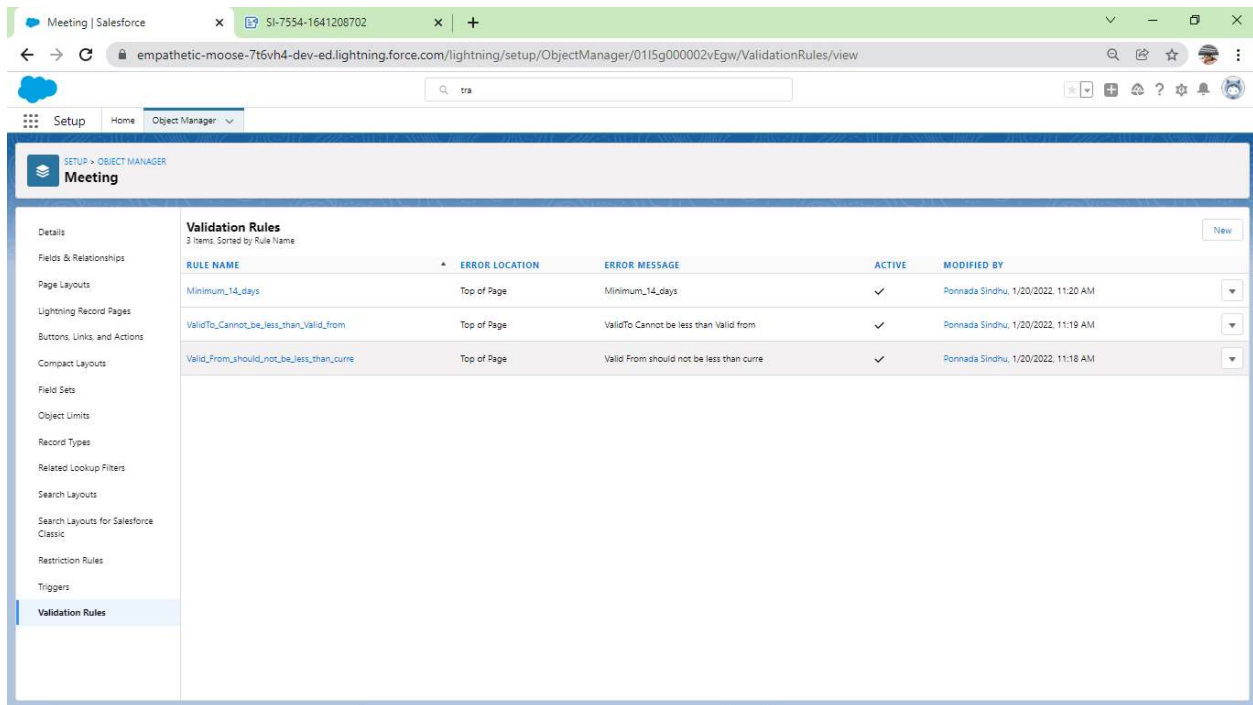 Meeting | Salesforce
SI-7554-1641208702
empathetic-moose-7t6vh4-dev-ed.lightning.force.com/lightning/setup/ObjectManager/01I5g000002vEgw/ValidationRules/view
tra
Setup Home Object Manager
SETUP > OBJECT MANAGER
Meeting
Details
Fields & Relationships
Page Layouts
Lightning Record Pages
Buttons, Links, and Actions
Compact Layouts
Field Sets
Object Limits
Record Types
Related Lookup Filters
Search Layouts
Search Layouts for Salesforce
Classic
Restriction Rules
Triggers
Validation Rules
Validation Rules
3 Items, Sorted by Rule Name
New
RULE NAME ERROR LOCATION ERROR MESSAGE ACTIVE MODIFIED BY
Minimum_14_days Top of Page Minimum_14_days Ponnada Sindhu, 1/20/2022, 11:20 AM
ValidTo_Cannot_be_less_than_Valid_from Top of Page ValidTo Cannot be less than Valid from Ponnada Sindhu, 1/20/2022, 11:19 AM
Valid_From_should_not_be_less_than_curre Top of Page Valid From should not be less than curre Ponnada Sindhu, 1/20/2022, 11:18 AM